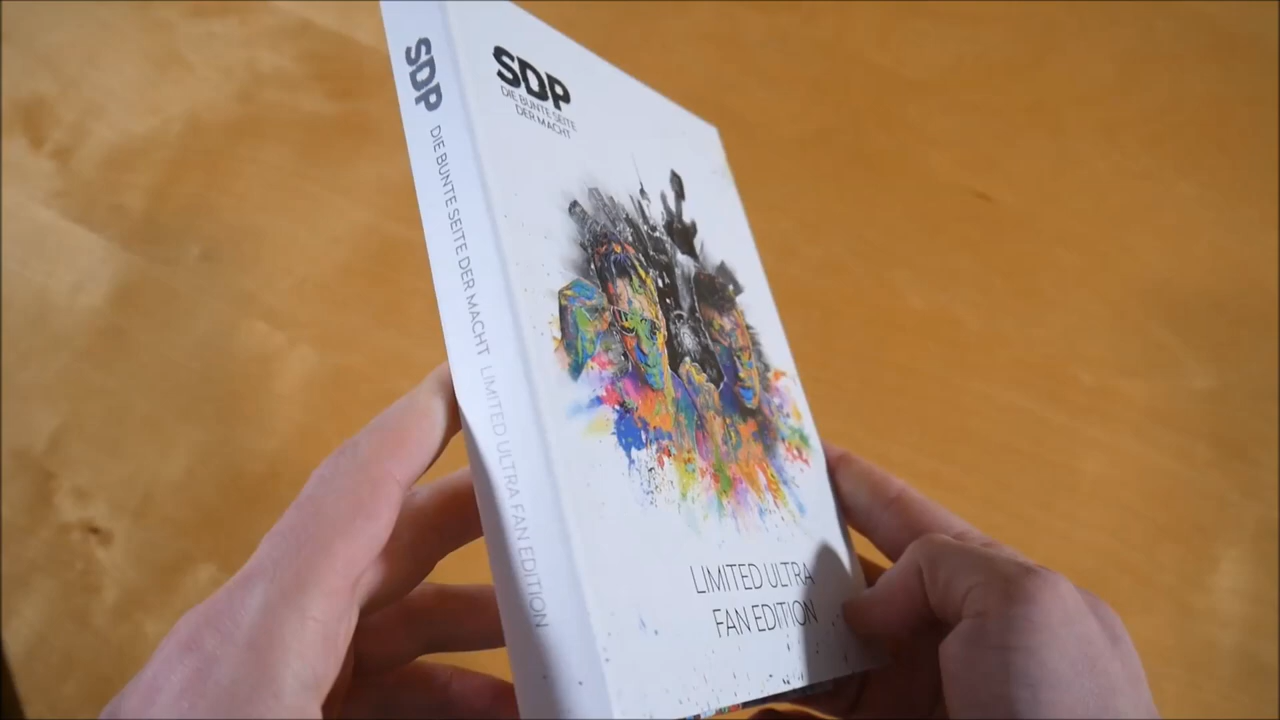 SDP DIE BUNTE SEITE DER MACHT LIMITED ULTRA FAN EDITION
SDP
DIE BUNTE SEITE
DER MACHT
LIMITED ULTRA
FAN EDITION